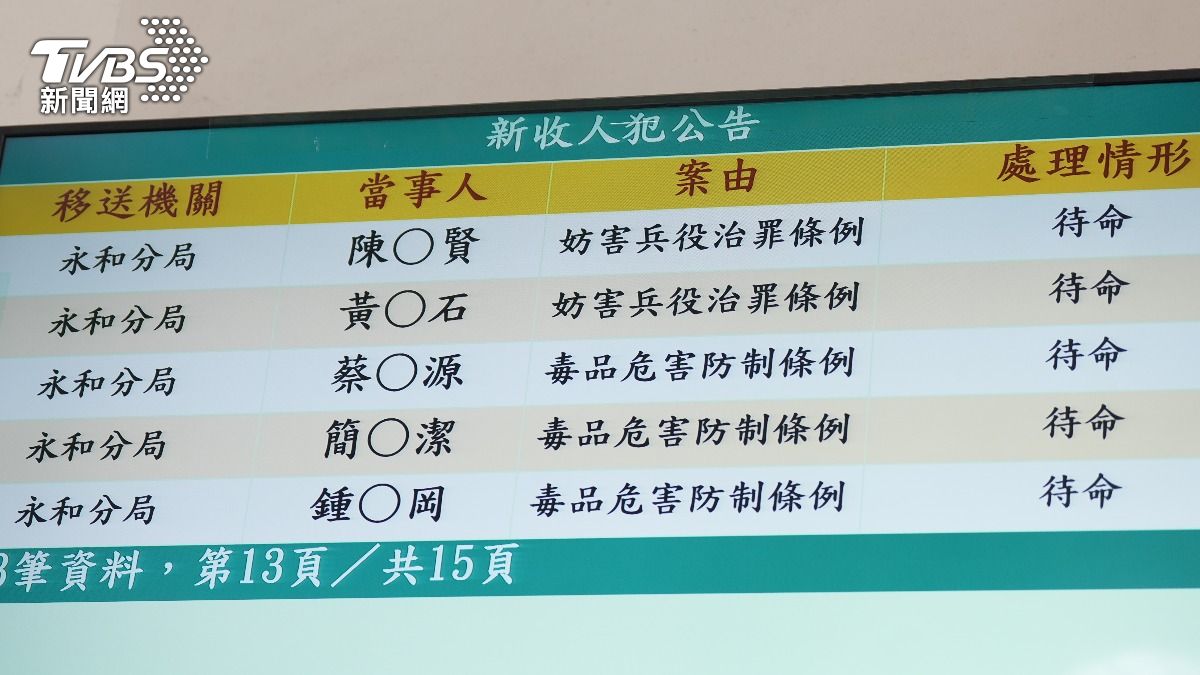 TVBS
新聞網
新收人犯公告
移送機關 當事人 案由 處理情形
永和分局 陳〇賢 妨害兵役治罪條例 待命
永和分局 黃〇石 妨害兵役治罪條例 待命
永和分局 蔡〇源 毒品危害防制條例 待命
永和分局 簡〇潔 毒品危害防制條例 待命
永和分局 鍾〇岡 毒品危害防制條例 待命
3筆資料，第13頁／共15頁